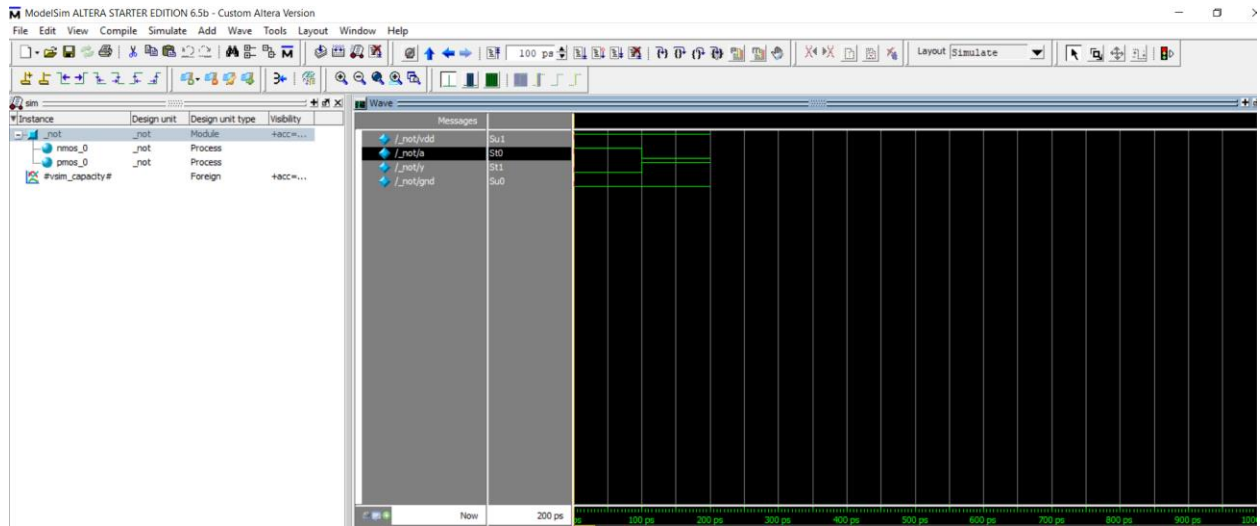 ModelSim ALTERA STARTER EDITION 6.5b - Custom Altera Version
File Edit View Compile Simulate Add Wave Tools Layout Window Help
100 ps Layout Simulate
sim
Instance Design unit Design unit type Visibility
_not _not Module +acc=...
nmos_0 _not Process
pmos_0 _not Process
#vsim_capacity# Foreign +acc=...
Wave
Messages
/_not/vdd Su1
/_not/a St0
/_not/y St1
/_not/gnd Su0
Now 200 ps
ps 100 ps 200 ps 300 ps 400 ps 500 ps 600 ps 700 ps 800 ps 900 ps